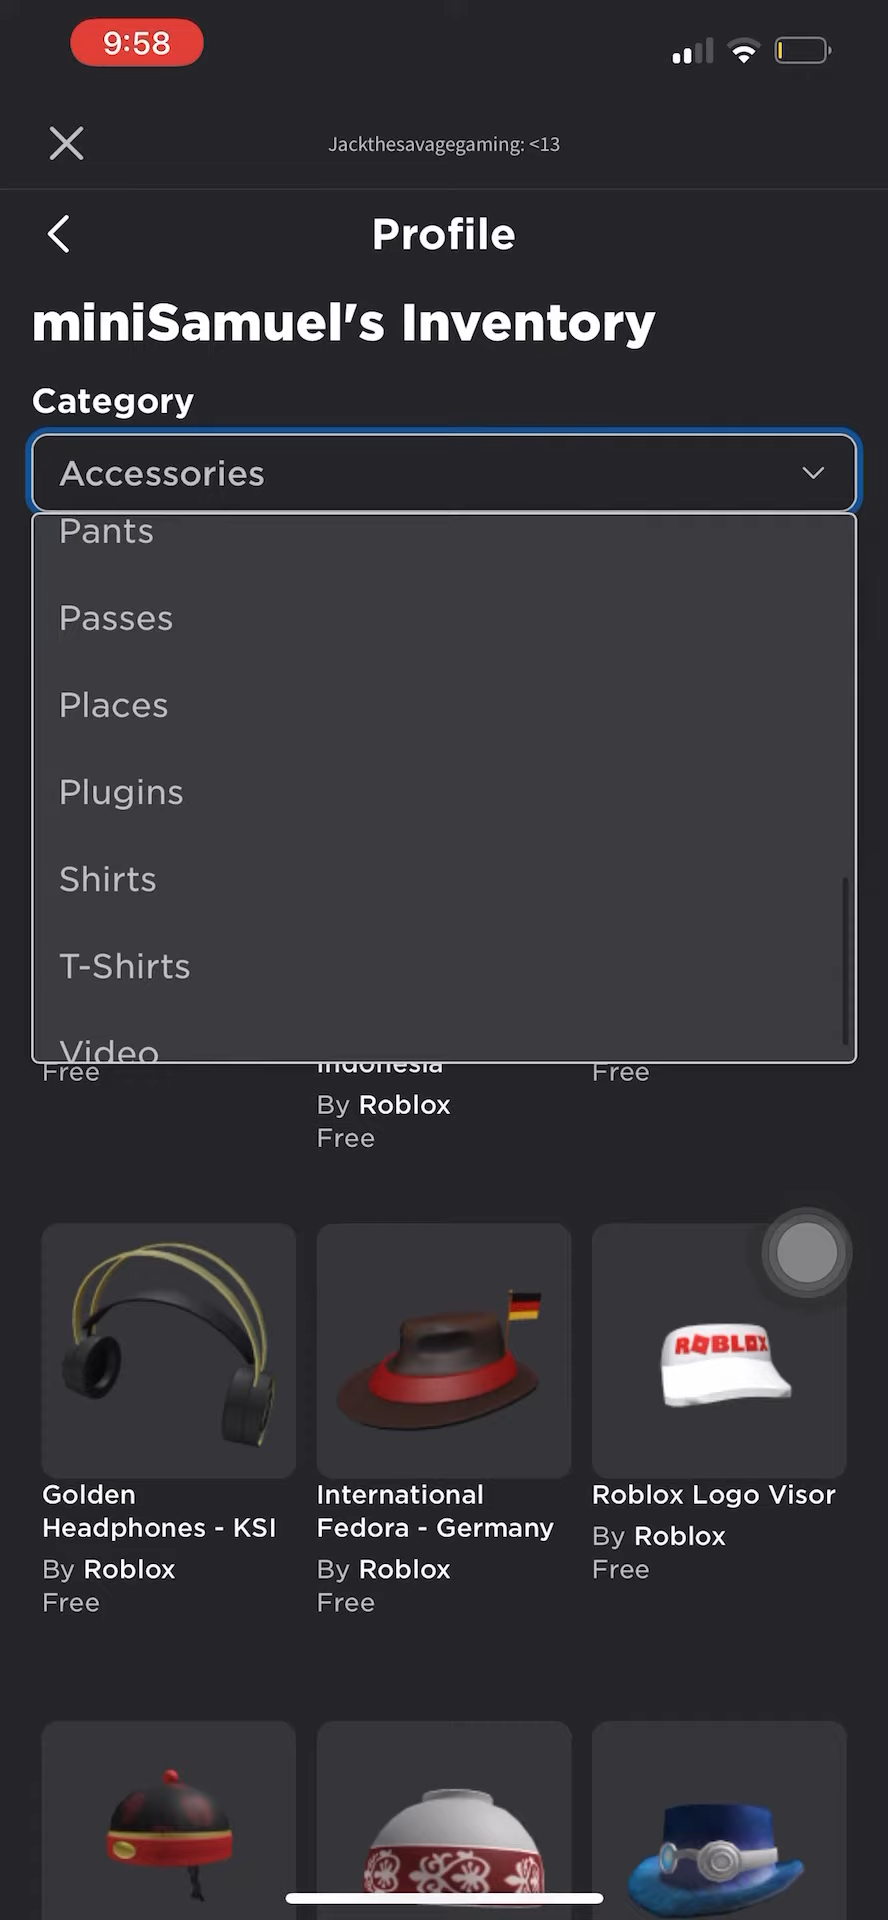 9:58
Jackthesavagegaming: <13
Profile
miniSamuel's Inventory
Category
Accessories
Pants
Passes
Places
Plugins
Shirts
T-Shirts
Video
Free
Indonesia
Free
By Roblox
Free
ROBLOX
Golden
Headphones - KSI
By Roblox
Free
International
Fedora - Germany
By Roblox
Free
Roblox Logo Visor
By Roblox
Free